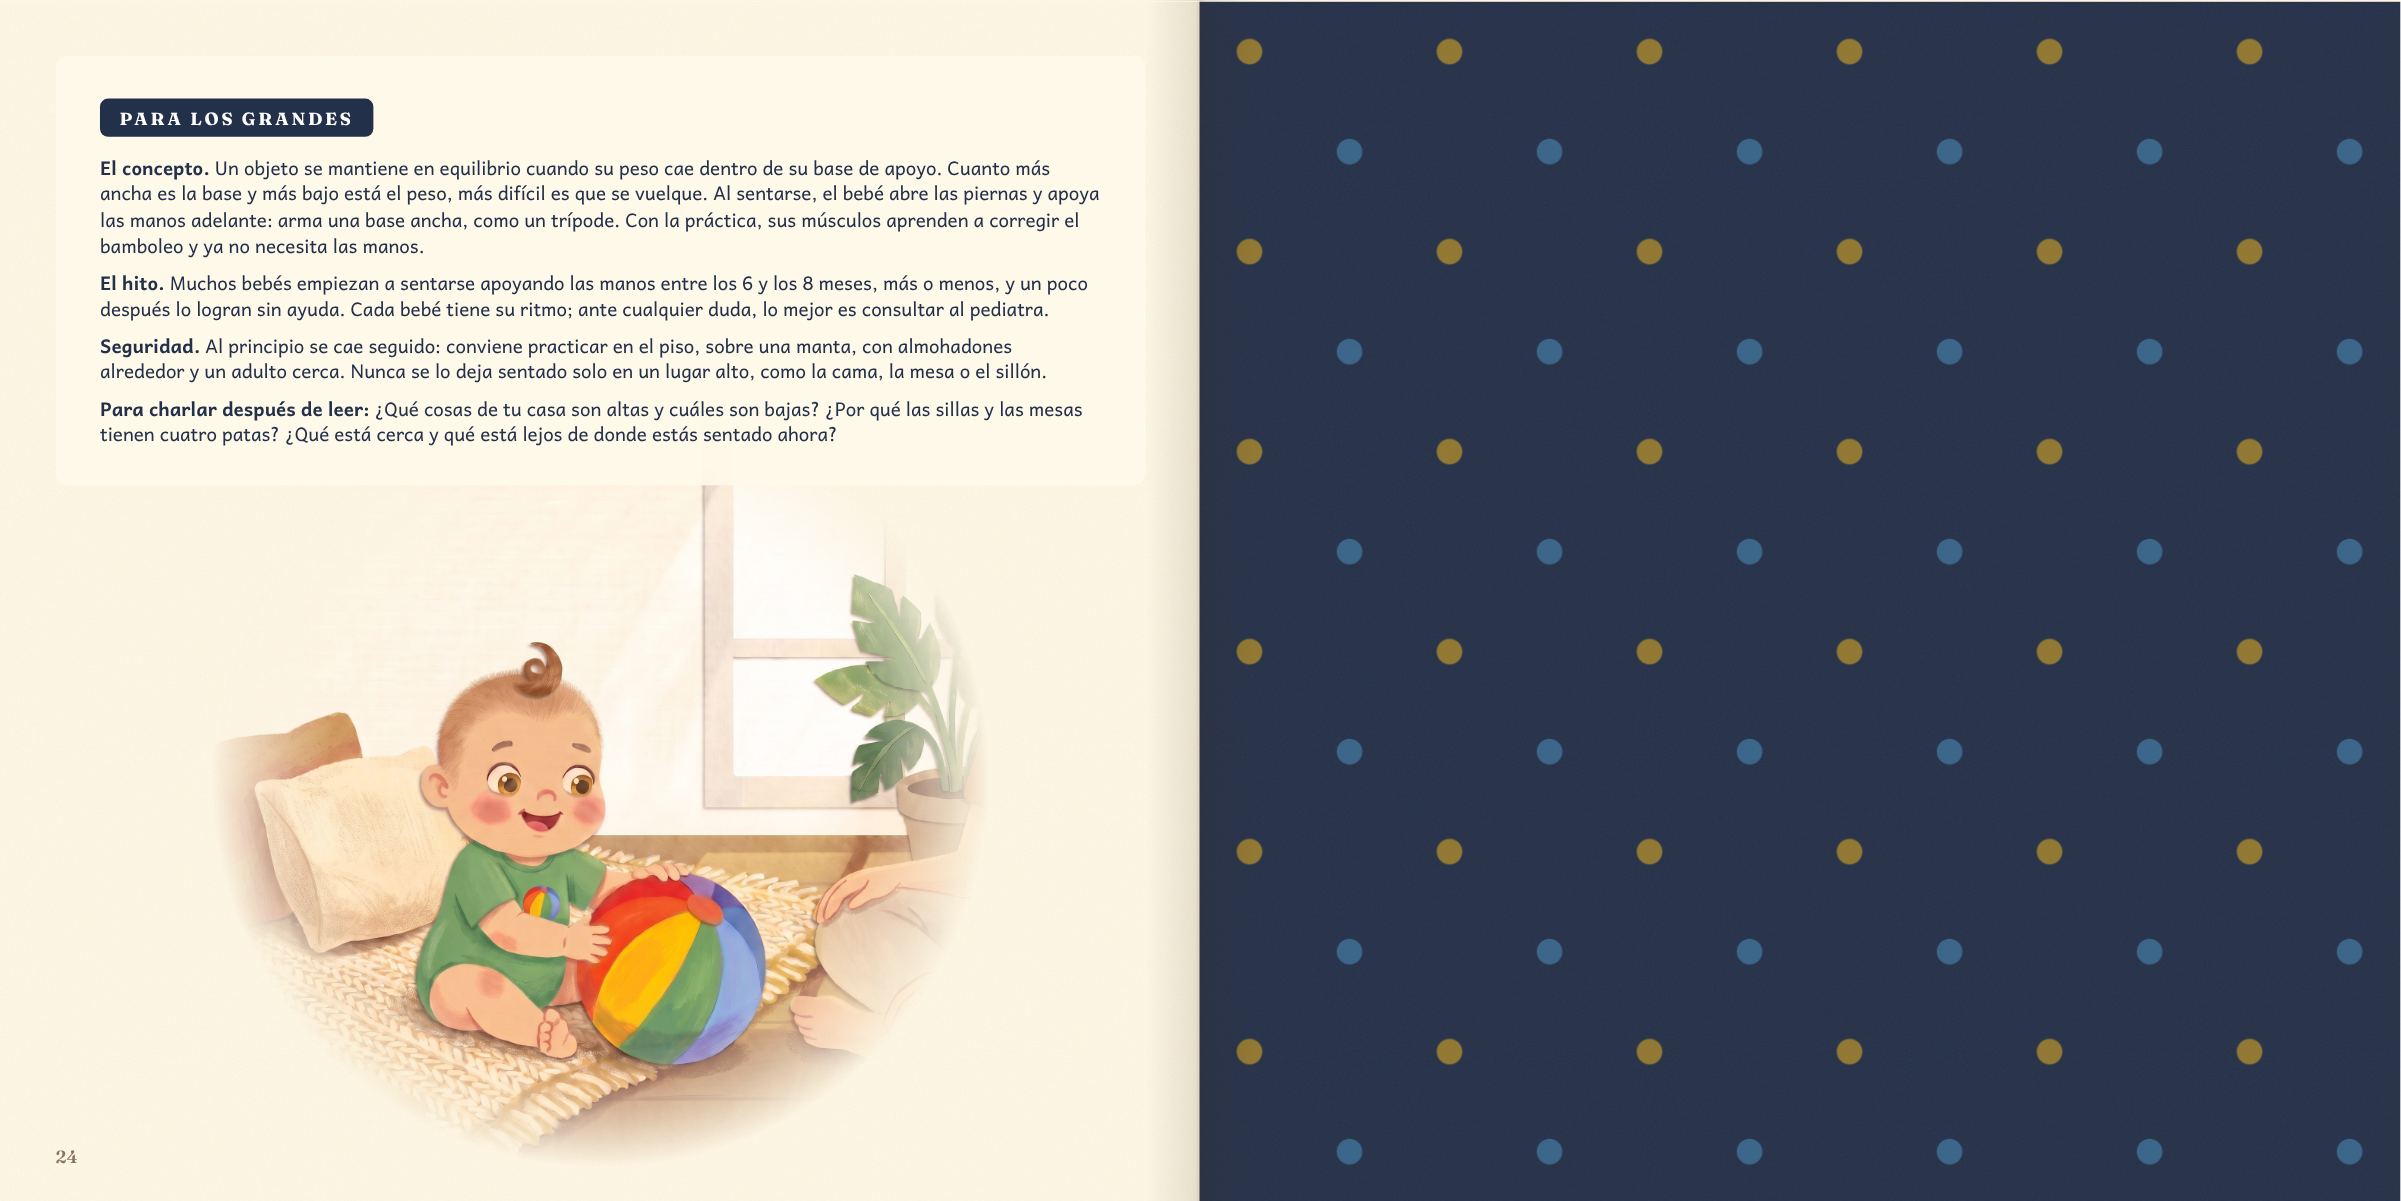 PARA LOS GRANDES
El concepto. Un objeto se mantiene en equilibrio cuando su peso cae dentro de su base de apoyo. Cuanto más
ancha es la base y más bajo está el peso, más difícil es que se vuelque. Al sentarse, el bebé abre las piernas y apoya
las manos adelante: arma una base ancha, como un trípode. Con la práctica, sus músculos aprenden a corregir el
bamboleo y ya no necesita las manos.
El hito. Muchos bebés empiezan a sentarse apoyando las manos entre los 6 y los 8 meses, más o menos, y un poco
después lo logran sin ayuda. Cada bebé tiene su ritmo; ante cualquier duda, lo mejor es consultar al pediatra.
Seguridad. Al principio se cae seguido: conviene practicar en el piso, sobre una manta, con almohadones
alrededor y un adulto cerca. Nunca se lo deja sentado solo en un lugar alto, como la cama, la mesa o el sillón.
Para charlar después de leer: ¿Qué cosas de tu casa son altas y cuáles son bajas? ¿Por qué las sillas y las mesas
tienen cuatro patas? ¿Qué está cerca y qué está lejos de donde estás sentado ahora?
24